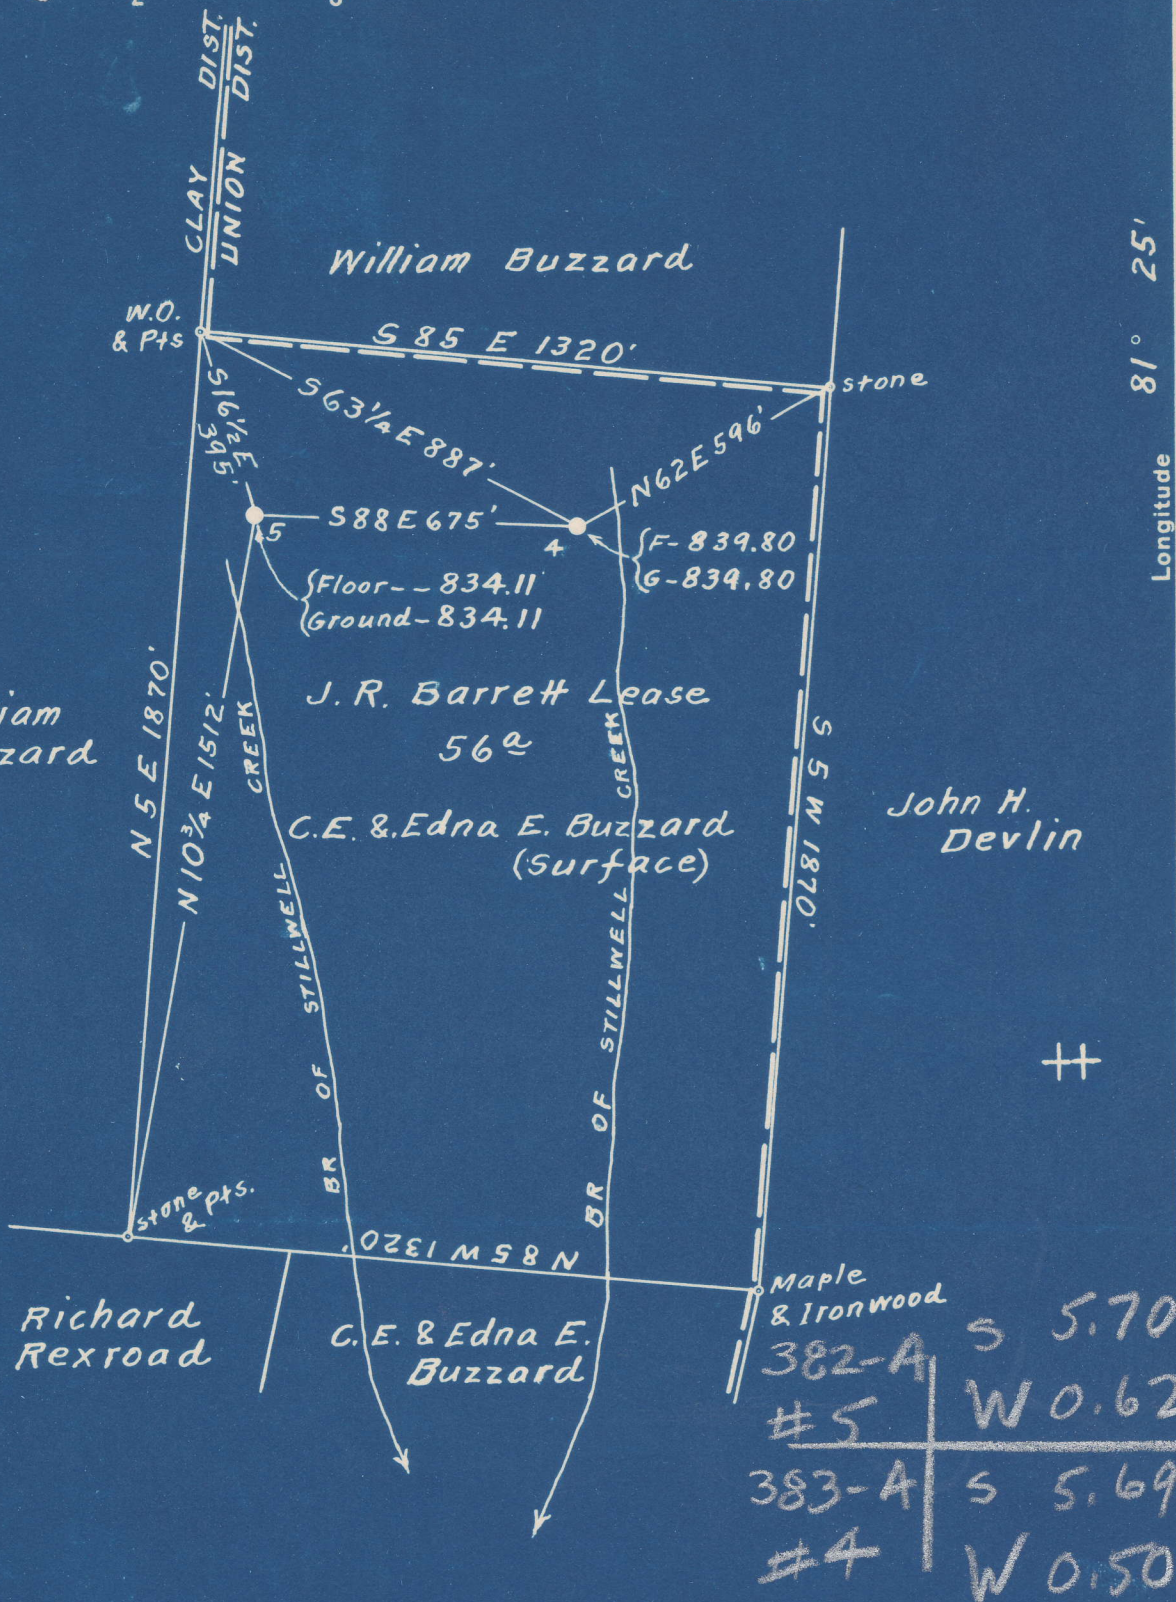 CLAY DIST.
UNION DIST.
William Buzzard
81° 25'
Longitude
W.O.
& Pts
S 85 E 1320'
stone
S 16 1/2 E
395'
S 63 1/4 E 887'
N 62 E 596'
5
S 88 E 675'
4
F- 839.80
G- 839.80
Floor-- 834.11
Ground- 834.11
N 5 E 1870'
N 10 3/4 E 1512'
J. R. Barrett Lease
56 a
iam
zard
C.E. & Edna E. Buzzard
(Surface)
S 5 W 1870'
John H.
Devlin
BR OF STILLWELL CREEK
BR OF STILLWELL CREEK
stone
& pts.
N 85 W 1320'
Maple
& Ironwood
Richard
Rexroad
C. E. & Edna E.
Buzzard
382-A S 5.70
#5 W 0.62
383-A S 5.69
#4 W 0.50